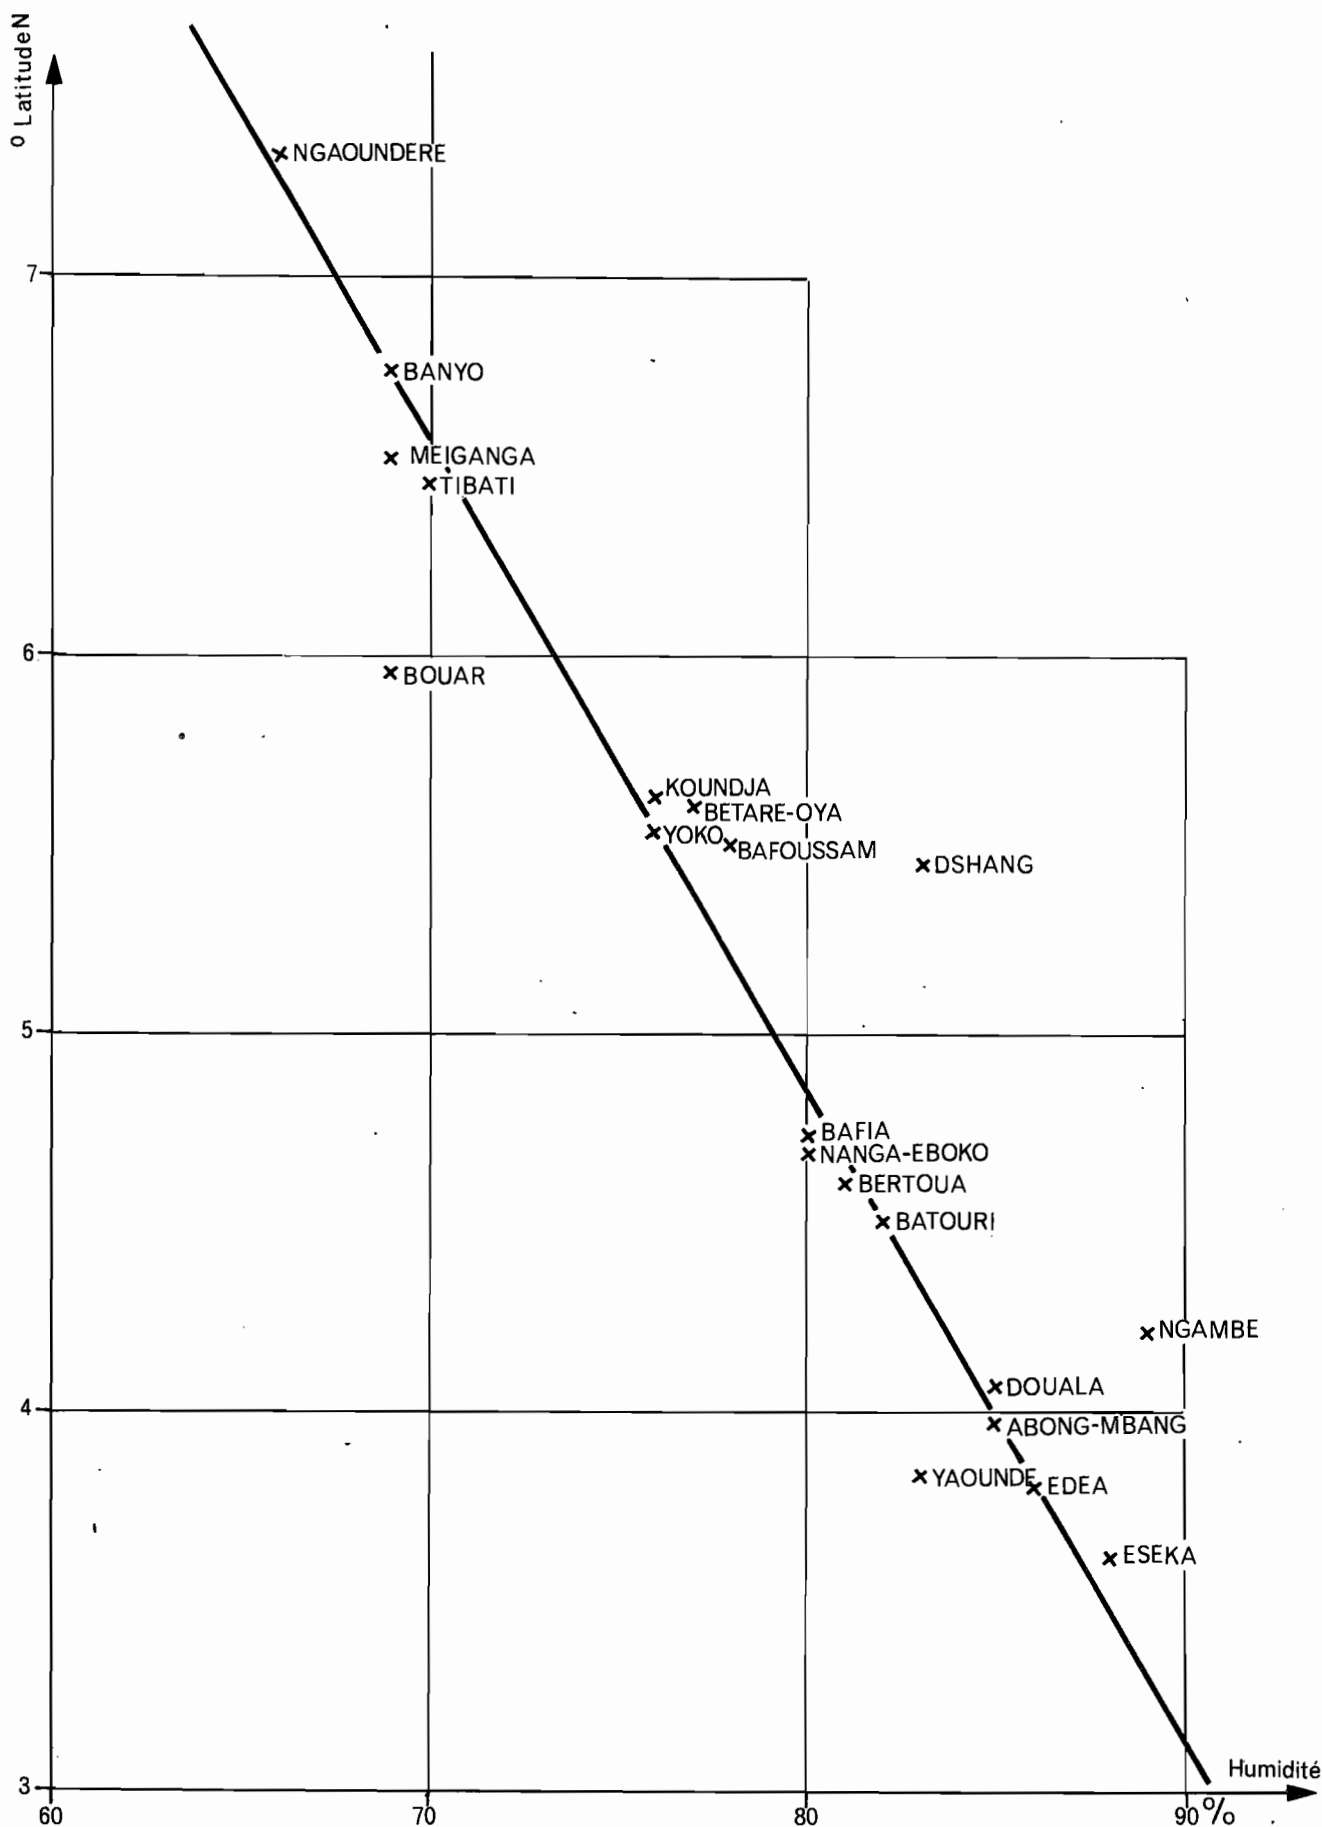 ° Latitude N
NGAOUNDERE
7
BANYO
MEIGANGA
TIBATI
6
BOUAR
KOUNDJA
BETARE-OYA
YOKO
BAFOUSSAM
DSHANG
5
BAFIA
NANGA-EBOKO
BERTOUA
BATOURI
NGAMBE
DOUALA
4
ABONG-MBANG
YAOUNDE
EDEA
ESEKA
Humidité
3
60
70
80
90 %